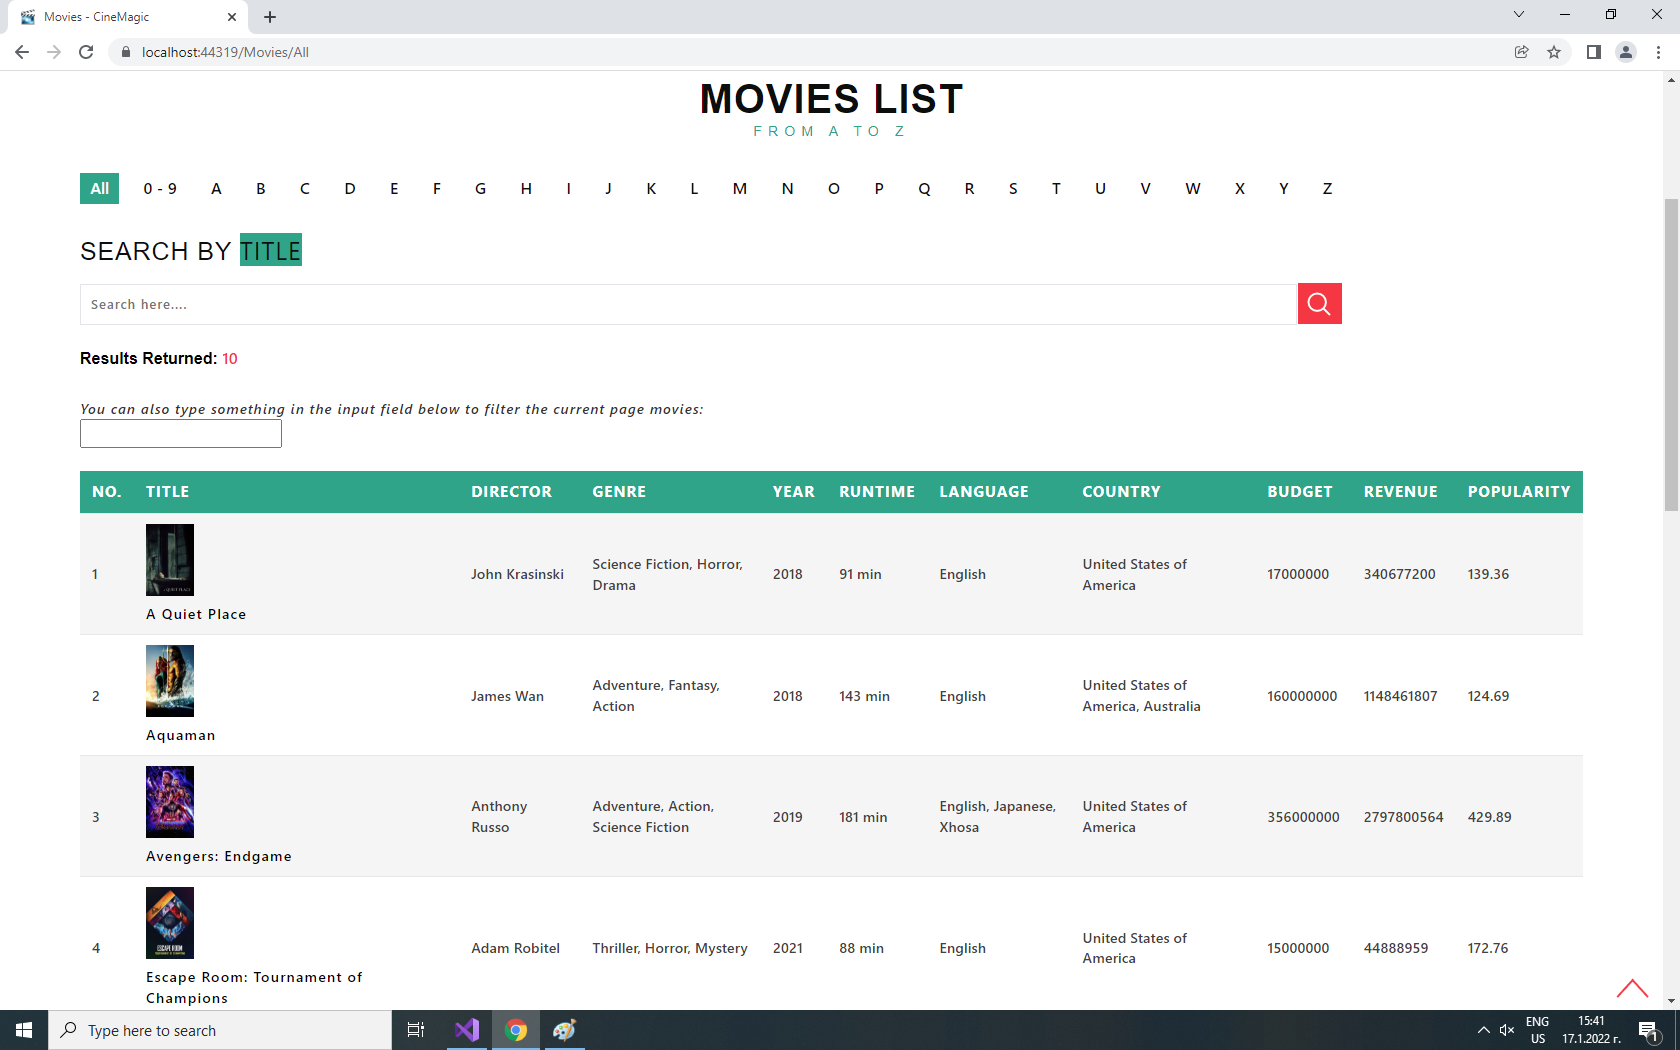 Movies - CineMagic
localhost:44319/Movies/All
MOVIES LIST
FROM A TO Z
All 0 - 9 A B C D E F G H I J K L M N O P Q R S T U V W X Y Z
SEARCH BY TITLE
Search here....
Results Returned: 10
You can also type something in the input field below to filter the current page movies:
NO. TITLE DIRECTOR GENRE YEAR RUNTIME LANGUAGE COUNTRY BUDGET REVENUE POPULARITY
1 John Krasinski Science Fiction, Horror, Drama 2018 91 min English United States of America 17000000 340677200 139.36
A Quiet Place
2 James Wan Adventure, Fantasy, Action 2018 143 min English United States of America, Australia 160000000 1148461807 124.69
Aquaman
3 Anthony Russo Adventure, Action, Science Fiction 2019 181 min English, Japanese, Xhosa United States of America 356000000 2797800564 429.89
Avengers: Endgame
ESCAPE ROOM
4 Adam Robitel Thriller, Horror, Mystery 2021 88 min English United States of America 15000000 44888959 172.76
Escape Room: Tournament of
Champions
Type here to search
ENG
US
15:41
17.1.2022 г.
1